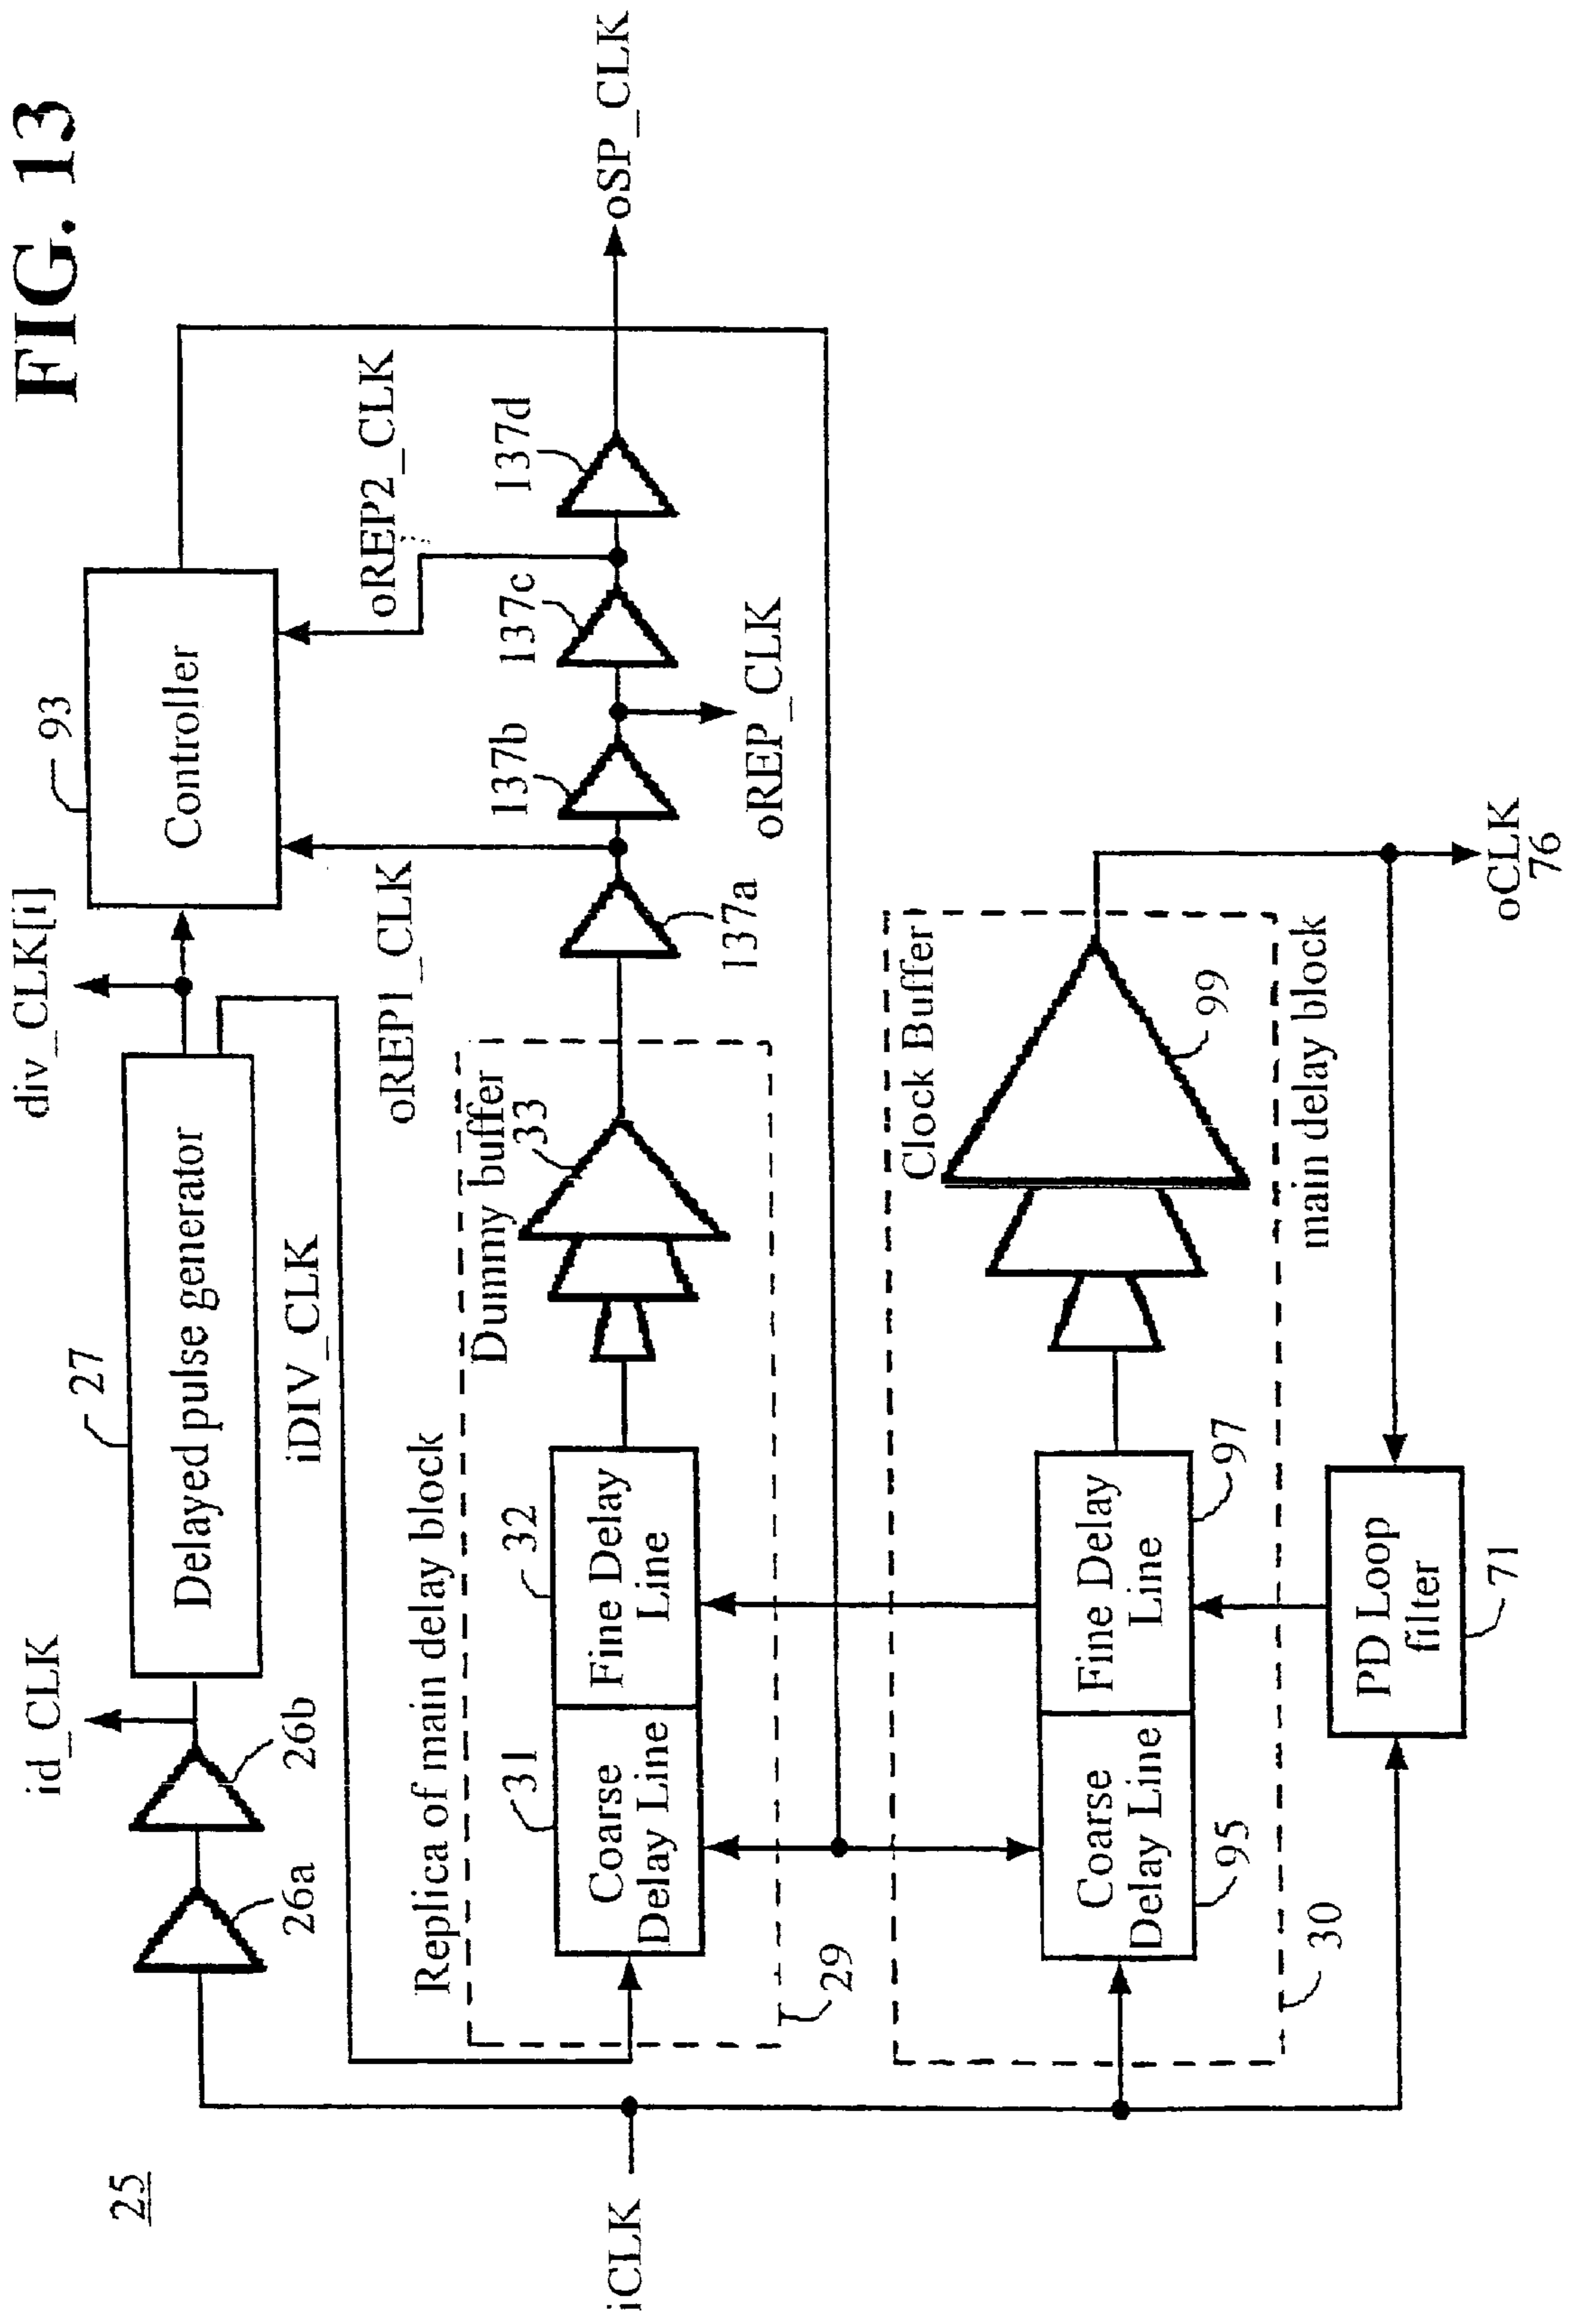 FIG. 13
25
iCLK
26a
26b
id_CLK
27
Delayed pulse generator
div_CLK[i]
iDIV_CLK
93
Controller
oREP1_CLK
oREP2_CLK
Replica of main delay block
31
Coarse
Delay Line
32
Fine Delay
Line
Dummy buffer
33
137a
137b
137c
137d
oREP_CLK
oSP_CLK
29
Coarse
Delay Line
95
Fine Delay
Line
97
Clock Buffer
99
main delay block
30
PD Loop
filter
71
oCLK
76